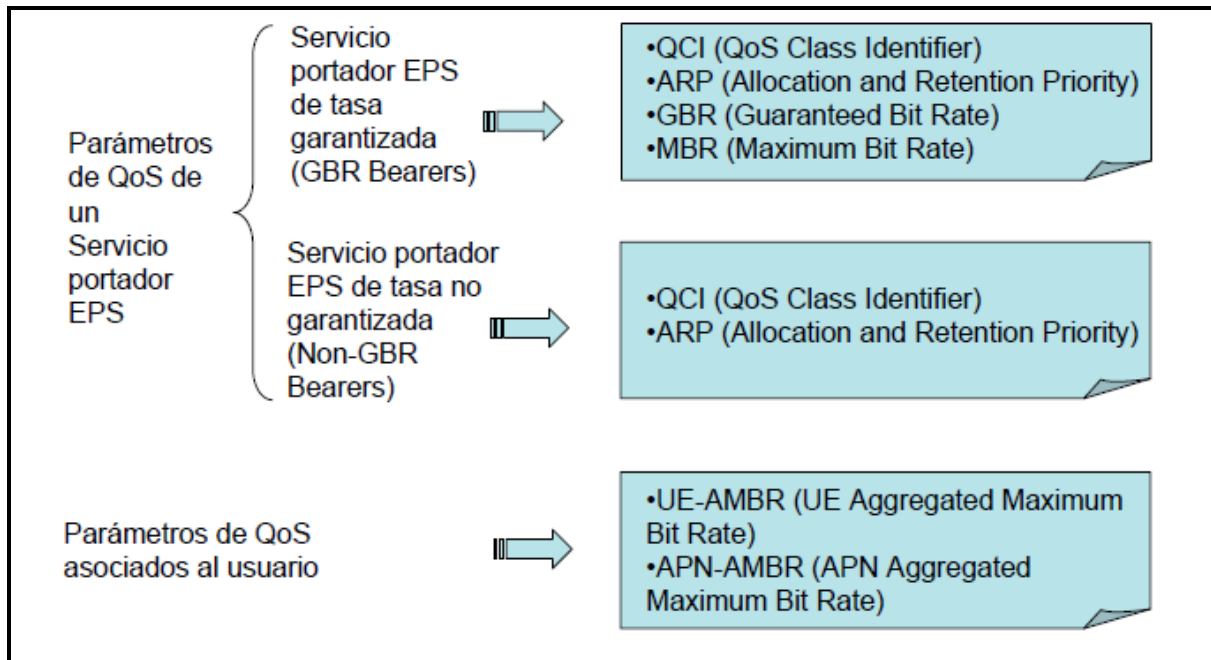 Parámetros
de QoS de
un
Servicio
portador
EPS
Servicio
portador EPS
de tasa
garantizada
(GBR Bearers)
•QCI (QoS Class Identifier)
•ARP (Allocation and Retention Priority)
•GBR (Guaranteed Bit Rate)
•MBR (Maximum Bit Rate)
Servicio portador
EPS de tasa no
garantizada
(Non-GBR
Bearers)
•QCI (QoS Class Identifier)
•ARP (Allocation and Retention Priority)
Parámetros de QoS
asociados al usuario
•UE-AMBR (UE Aggregated Maximum
Bit Rate)
•APN-AMBR (APN Aggregated
Maximum Bit Rate)